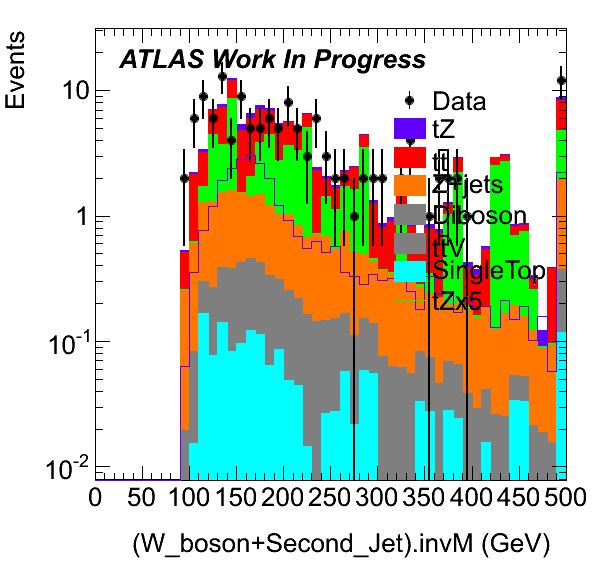 Events
ATLAS Work In Progress
Data
tZ
tt̄
Z+jets
Diboson
tt̄V
SingleTop
tZx5
10
1
10⁻¹
10⁻²
0 50 100 150 200 250 300 350 400 450 500
(W_boson+Second_Jet).invM (GeV)